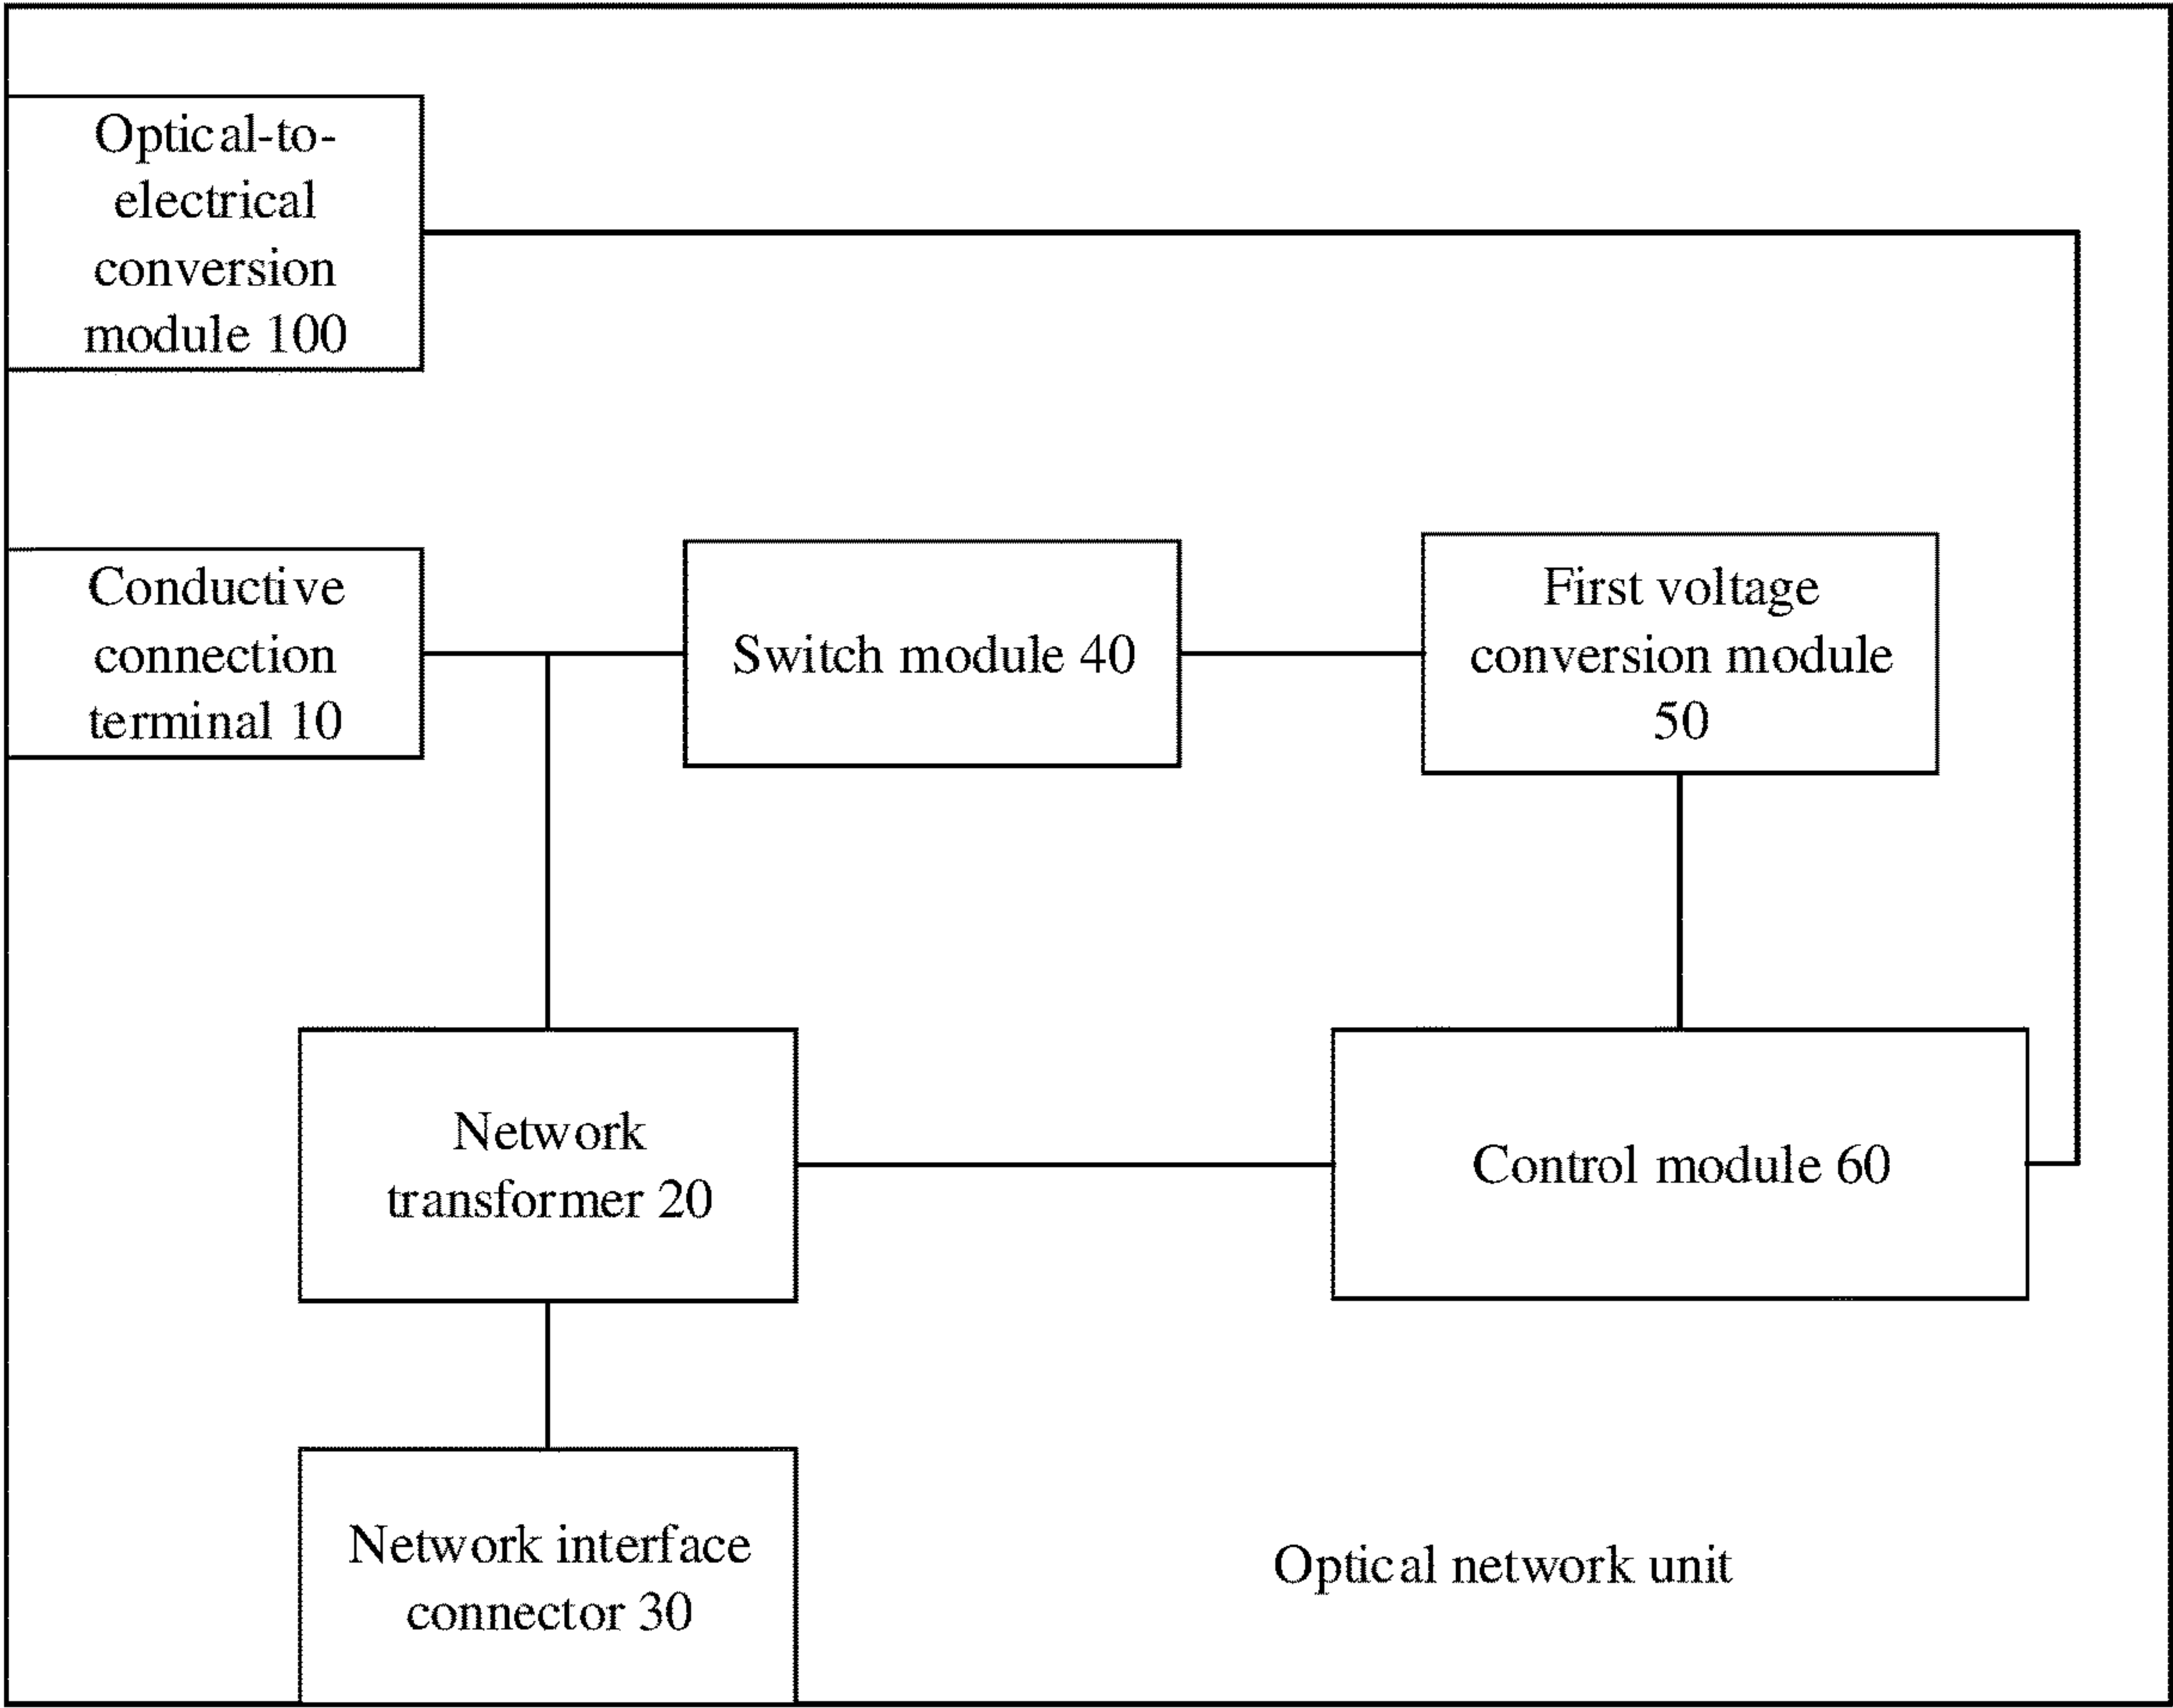 Optical-to-
electrical
conversion
module 100
Conductive
connection
terminal 10
Switch module 40
First voltage
conversion module
50
Network
transformer 20
Control module 60
Network interface
connector 30
Optical network unit